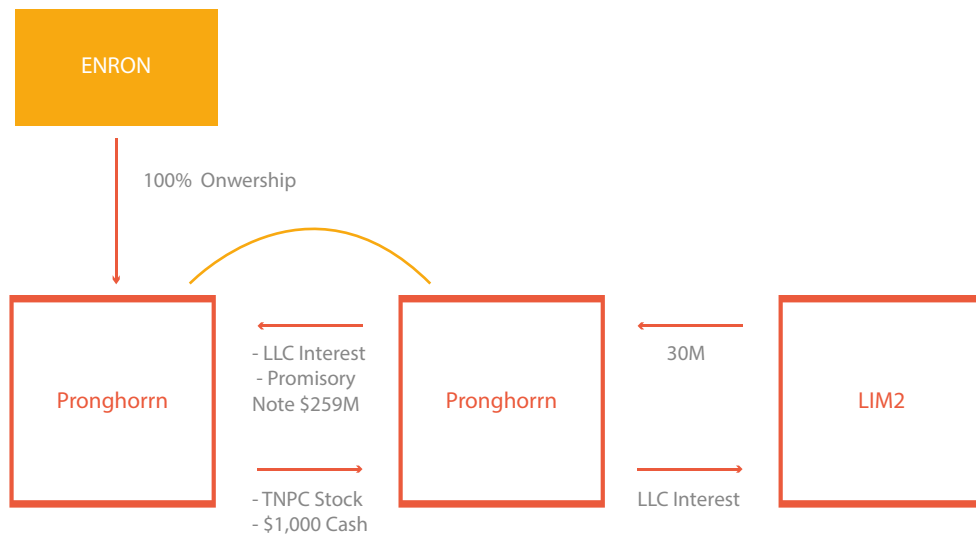 ENRON
100% Onwership
- LLC Interest
- Promisory
Note $259M
30M
Pronghorrn
Pronghorrn
LIM2
- TNPC Stock
- $1,000 Cash
LLC Interest